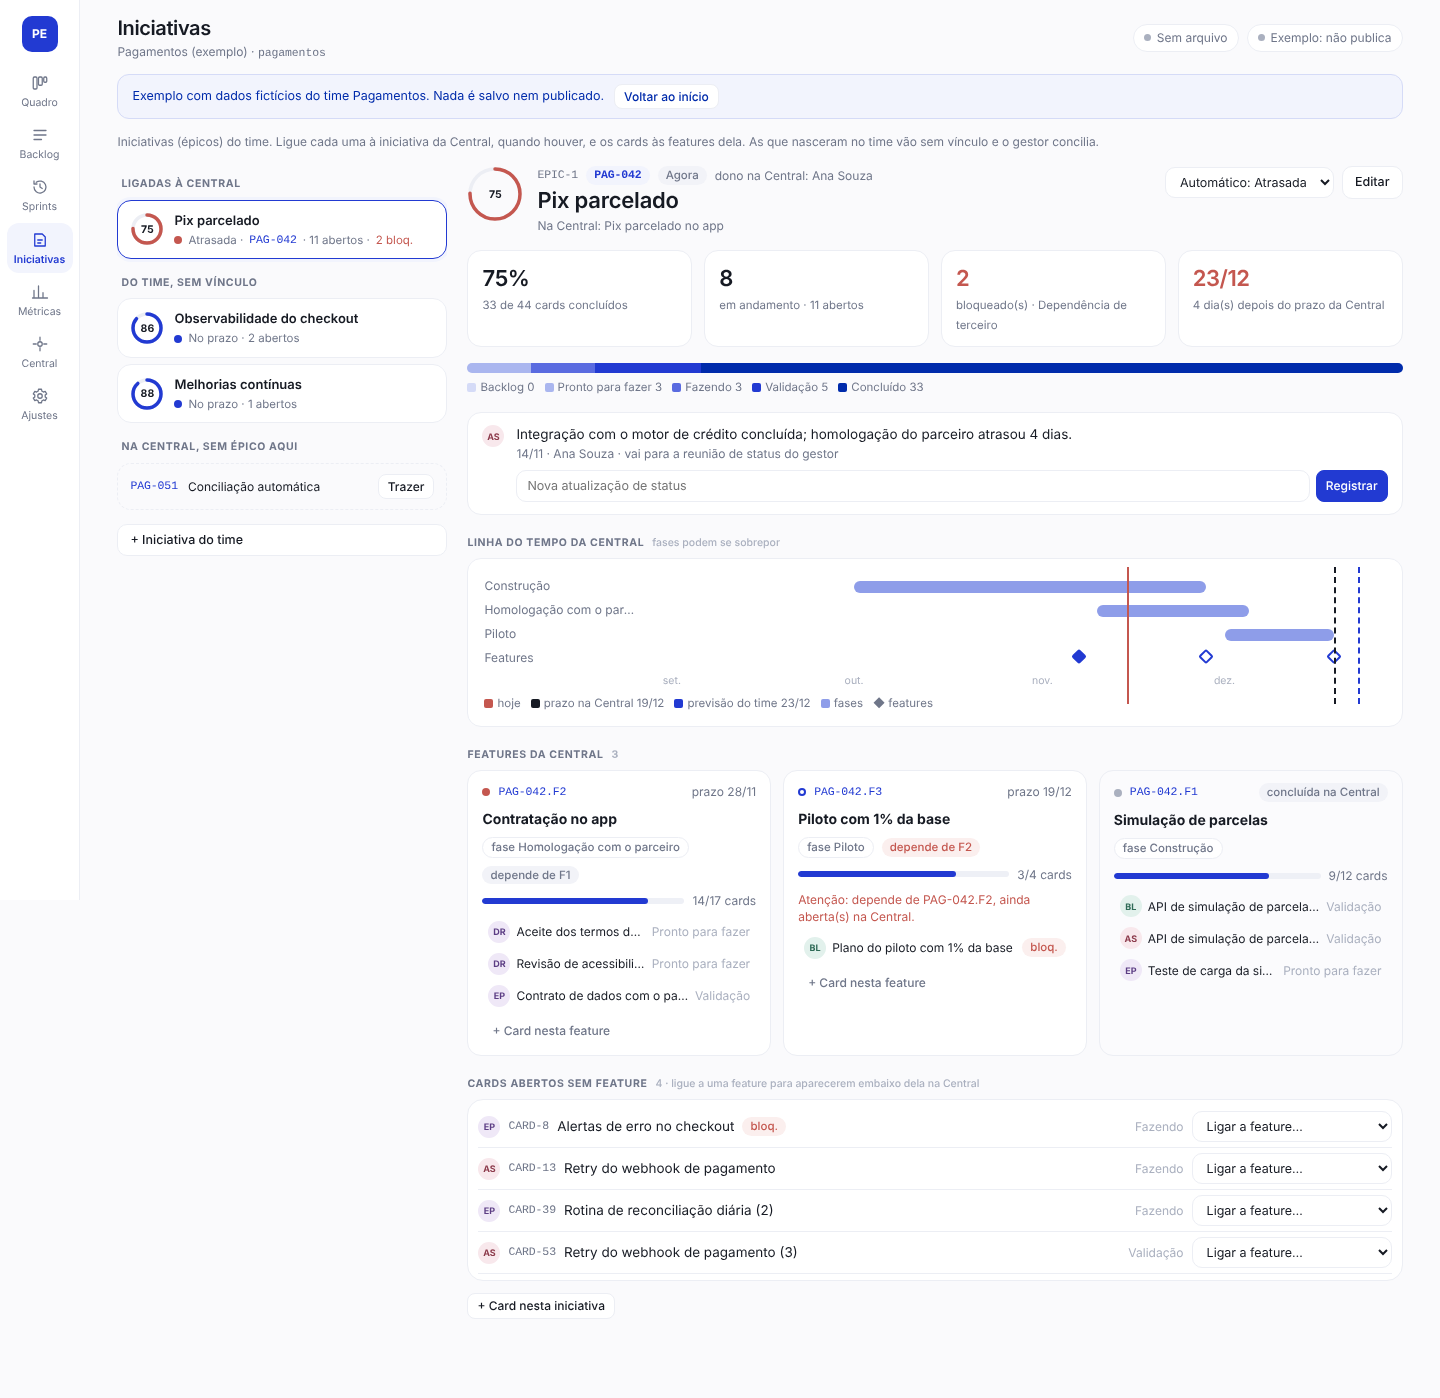 PE
Quadro
Backlog
Sprints
Iniciativas
Métricas
Central
Ajustes
Iniciativas
Pagamentos (exemplo) · pagamentos
Sem arquivo
Exemplo: não publica
Exemplo com dados fictícios do time Pagamentos. Nada é salvo nem publicado.
Voltar ao início
Iniciativas (épicos) do time. Ligue cada uma à iniciativa da Central, quando houver, e os cards às features dela. As que nasceram no time vão sem vínculo e o gestor concilia.
LIGADAS À CENTRAL
75
Pix parcelado
Atrasada · PAG-042 · 11 abertos · 2 bloq.
DO TIME, SEM VÍNCULO
86
Observabilidade do checkout
No prazo · 2 abertos
88
Melhorias contínuas
No prazo · 1 abertos
NA CENTRAL, SEM ÉPICO AQUI
PAG-051 Conciliação automática Trazer
+ Iniciativa do time
75
EPIC-1 PAG-042 Agora dono na Central: Ana Souza
Pix parcelado
Na Central: Pix parcelado no app
Automático: Atrasada
Editar
75%
33 de 44 cards concluídos
8
em andamento · 11 abertos
2
bloqueado(s) · Dependência de
terceiro
23/12
4 dia(s) depois do prazo da Central
Backlog 0 Pronto para fazer 3 Fazendo 3 Validação 5 Concluído 33
AS
Integração com o motor de crédito concluída; homologação do parceiro atrasou 4 dias.
14/11 · Ana Souza · vai para a reunião de status do gestor
Nova atualização de status
Registrar
LINHA DO TEMPO DA CENTRAL fases podem se sobrepor
Construção
Homologação com o par...
Piloto
Features
set. out. nov. dez.
hoje prazo na Central 19/12 previsão do time 23/12 fases features
FEATURES DA CENTRAL 3
PAG-042.F2 prazo 28/11
Contratação no app
fase Homologação com o parceiro
depende de F1
14/17 cards
DR Aceite dos termos d... Pronto para fazer
DR Revisão de acessibili... Pronto para fazer
EP Contrato de dados com o pa... Validação
+ Card nesta feature
PAG-042.F3 prazo 19/12
Piloto com 1% da base
fase Piloto depende de F2
3/4 cards
Atenção: depende de PAG-042.F2, ainda
aberta(s) na Central.
BL Plano do piloto com 1% da base bloq.
+ Card nesta feature
PAG-042.F1 concluída na Central
Simulação de parcelas
fase Construção
9/12 cards
BL API de simulação de parcela... Validação
AS API de simulação de parcela... Validação
EP Teste de carga da si... Pronto para fazer
CARDS ABERTOS SEM FEATURE 4 · ligue a uma feature para aparecerem embaixo dela na Central
EP CARD-8 Alertas de erro no checkout bloq. Fazendo Ligar a feature...
AS CARD-13 Retry do webhook de pagamento Fazendo Ligar a feature...
EP CARD-39 Rotina de reconciliação diária (2) Fazendo Ligar a feature...
AS CARD-53 Retry do webhook de pagamento (3) Validação Ligar a feature...
+ Card nesta iniciativa